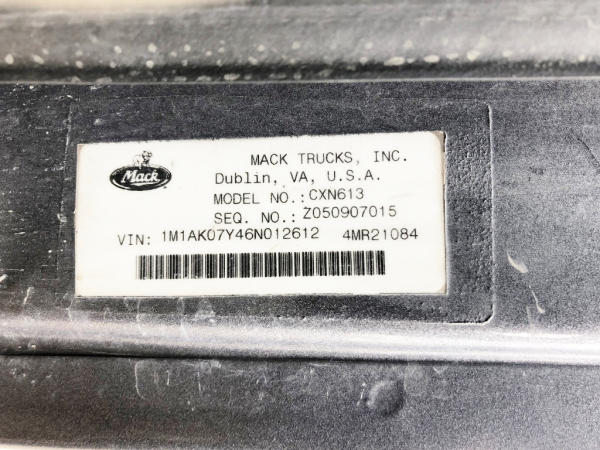 Mack
MACK TRUCKS, INC.
Dublin, VA, U.S.A.
MODEL NO.:CXN613
SEQ. NO.: Z050907015
VIN: 1M1AK07Y46N012612 4MR21084